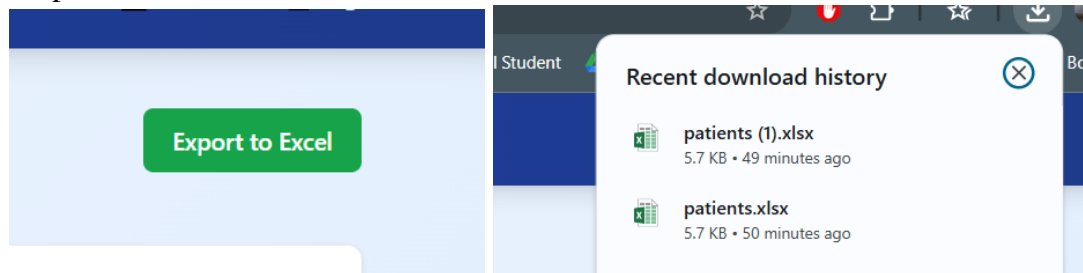 Export to Excel
l Student
Recent download history
patients (1).xlsx
5.7 KB • 49 minutes ago
patients.xlsx
5.7 KB • 50 minutes ago
Bo